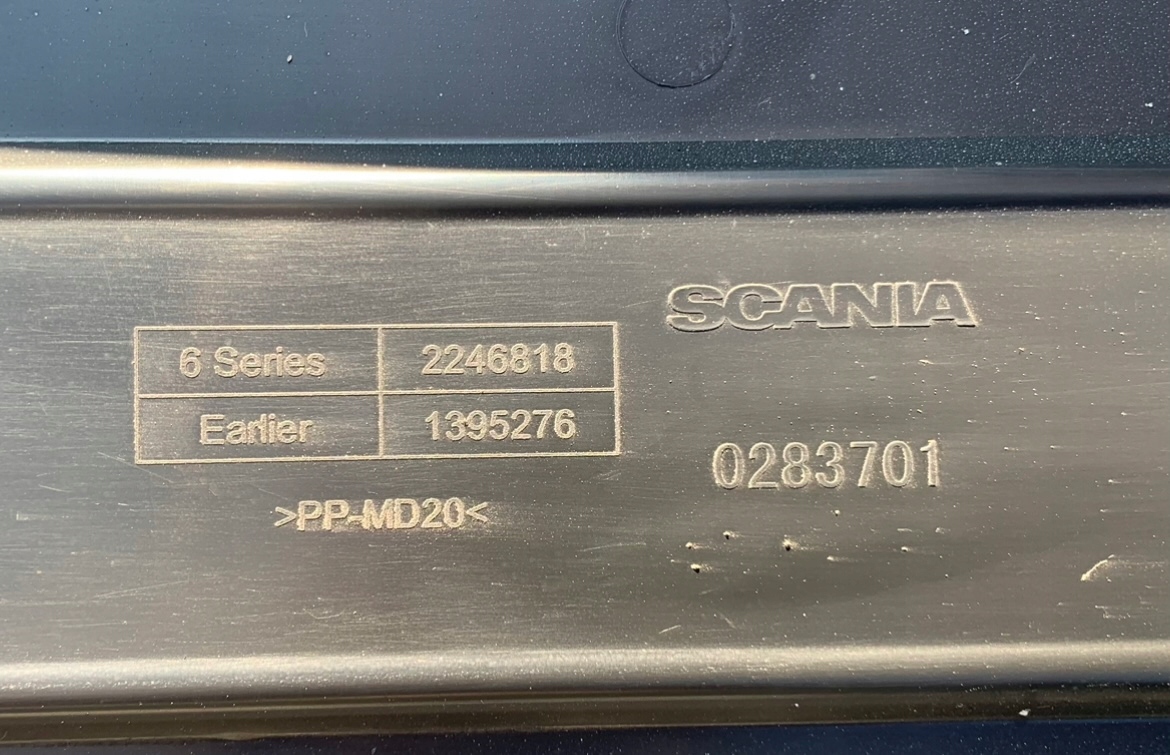 SCANIA
6 Series 2246818
Earlier 1395276
0283701
>PP-MD20<